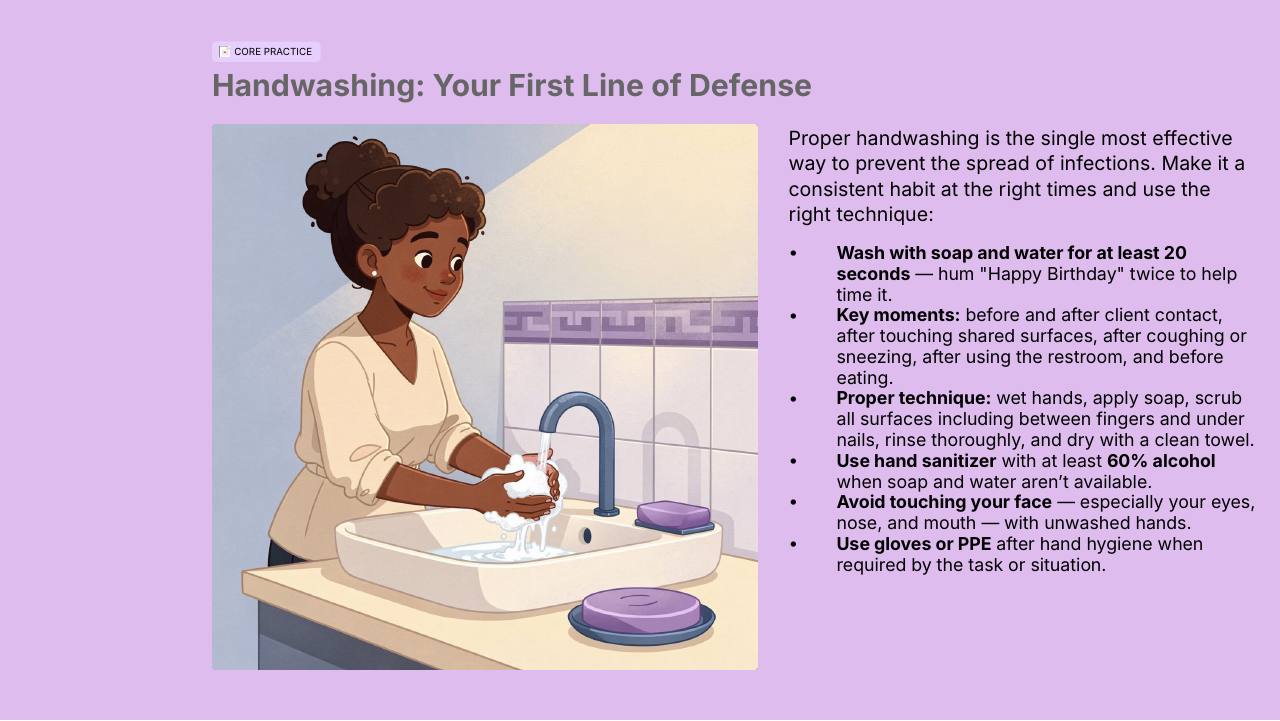 CORE PRACTICE
Handwashing: Your First Line of Defense
Proper handwashing is the single most effective
way to prevent the spread of infections. Make it a
consistent habit at the right times and use the
right technique:
• Wash with soap and water for at least 20
seconds — hum "Happy Birthday" twice to help
time it.
• Key moments: before and after client contact,
after touching shared surfaces, after coughing or
sneezing, after using the restroom, and before
eating.
• Proper technique: wet hands, apply soap, scrub
all surfaces including between fingers and under
nails, rinse thoroughly, and dry with a clean towel.
• Use hand sanitizer with at least 60% alcohol
when soap and water aren’t available.
• Avoid touching your face — especially your eyes,
nose, and mouth — with unwashed hands.
• Use gloves or PPE after hand hygiene when
required by the task or situation.